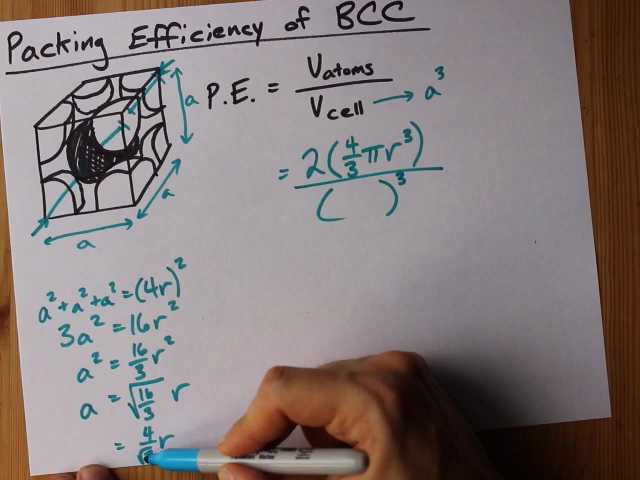 Packing Efficiency of BCC
P.E. = Vatoms / Vcell → a³
= 2(4/3 πr³) / ( )³
a
a
a
a² + a² + a² = (4r)²
3a² = 16r²
a² = 16/3 r²
a = √(16/3) r
= 4/√ r